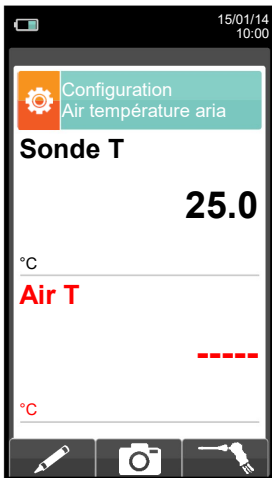 15/01/14
10:00
Configuration
Air température aria
Sonde T
25.0
°C
Air T
-----
°C